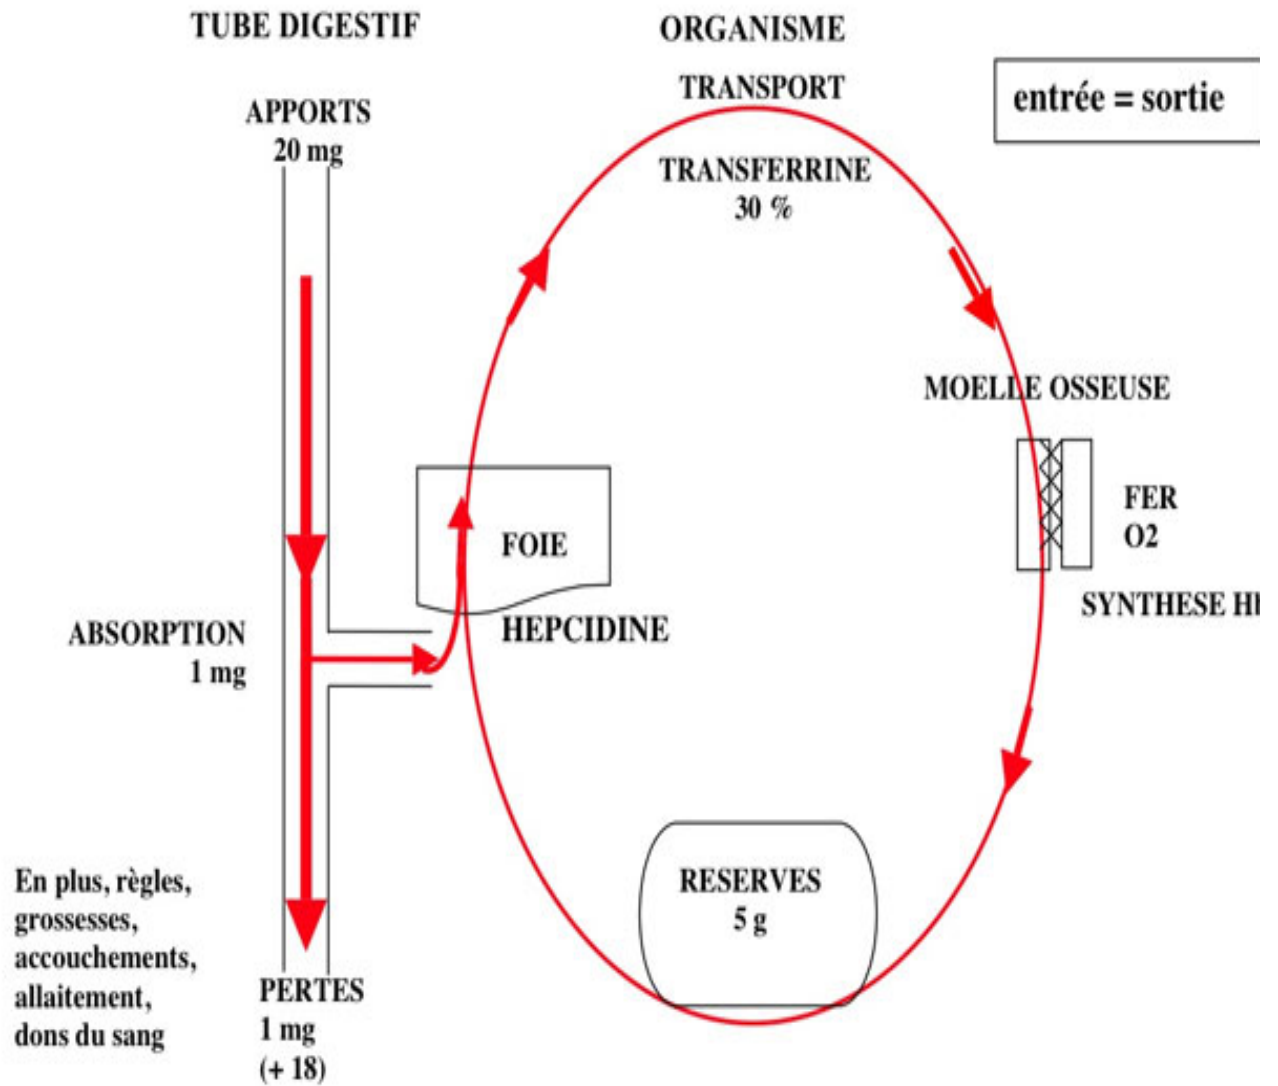 TUBE DIGESTIF
ORGANISME
TRANSPORT
entrée = sortie
APPORTS
20 mg
TRANSFERRINE
30 %
MOELLE OSSEUSE
FER
O2
FOIE
SYNTHESE
HEPCIDINE
ABSORPTION
1 mg
RESERVES
5 g
En plus, règles,
grossesses,
accouchements,
allaitement,
dons du sang
PERTES
1 mg
(+ 18)